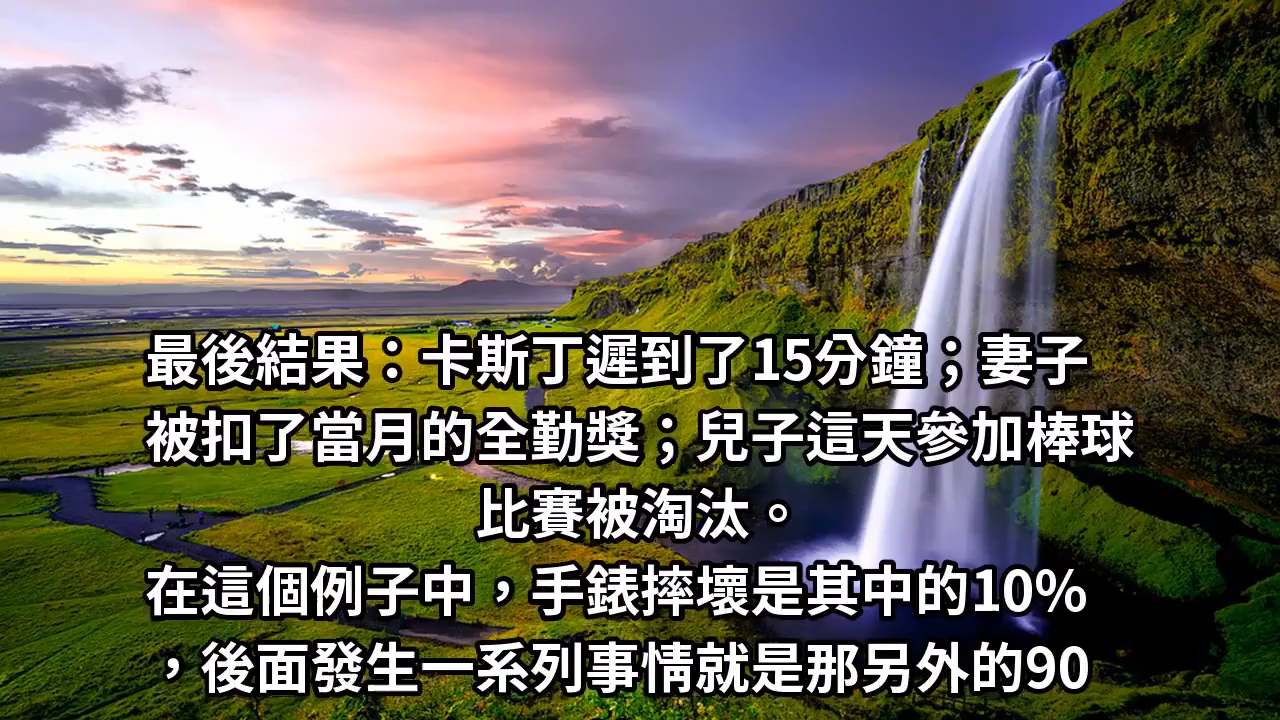 最後結果：卡斯丁遲到了15分鐘；妻子
被扣了當月的全勤獎；兒子這天參加棒球
比賽被淘汰。
在這個例子中，手錶摔壞是其中的10%
，後面發生一系列事情就是那另外的90